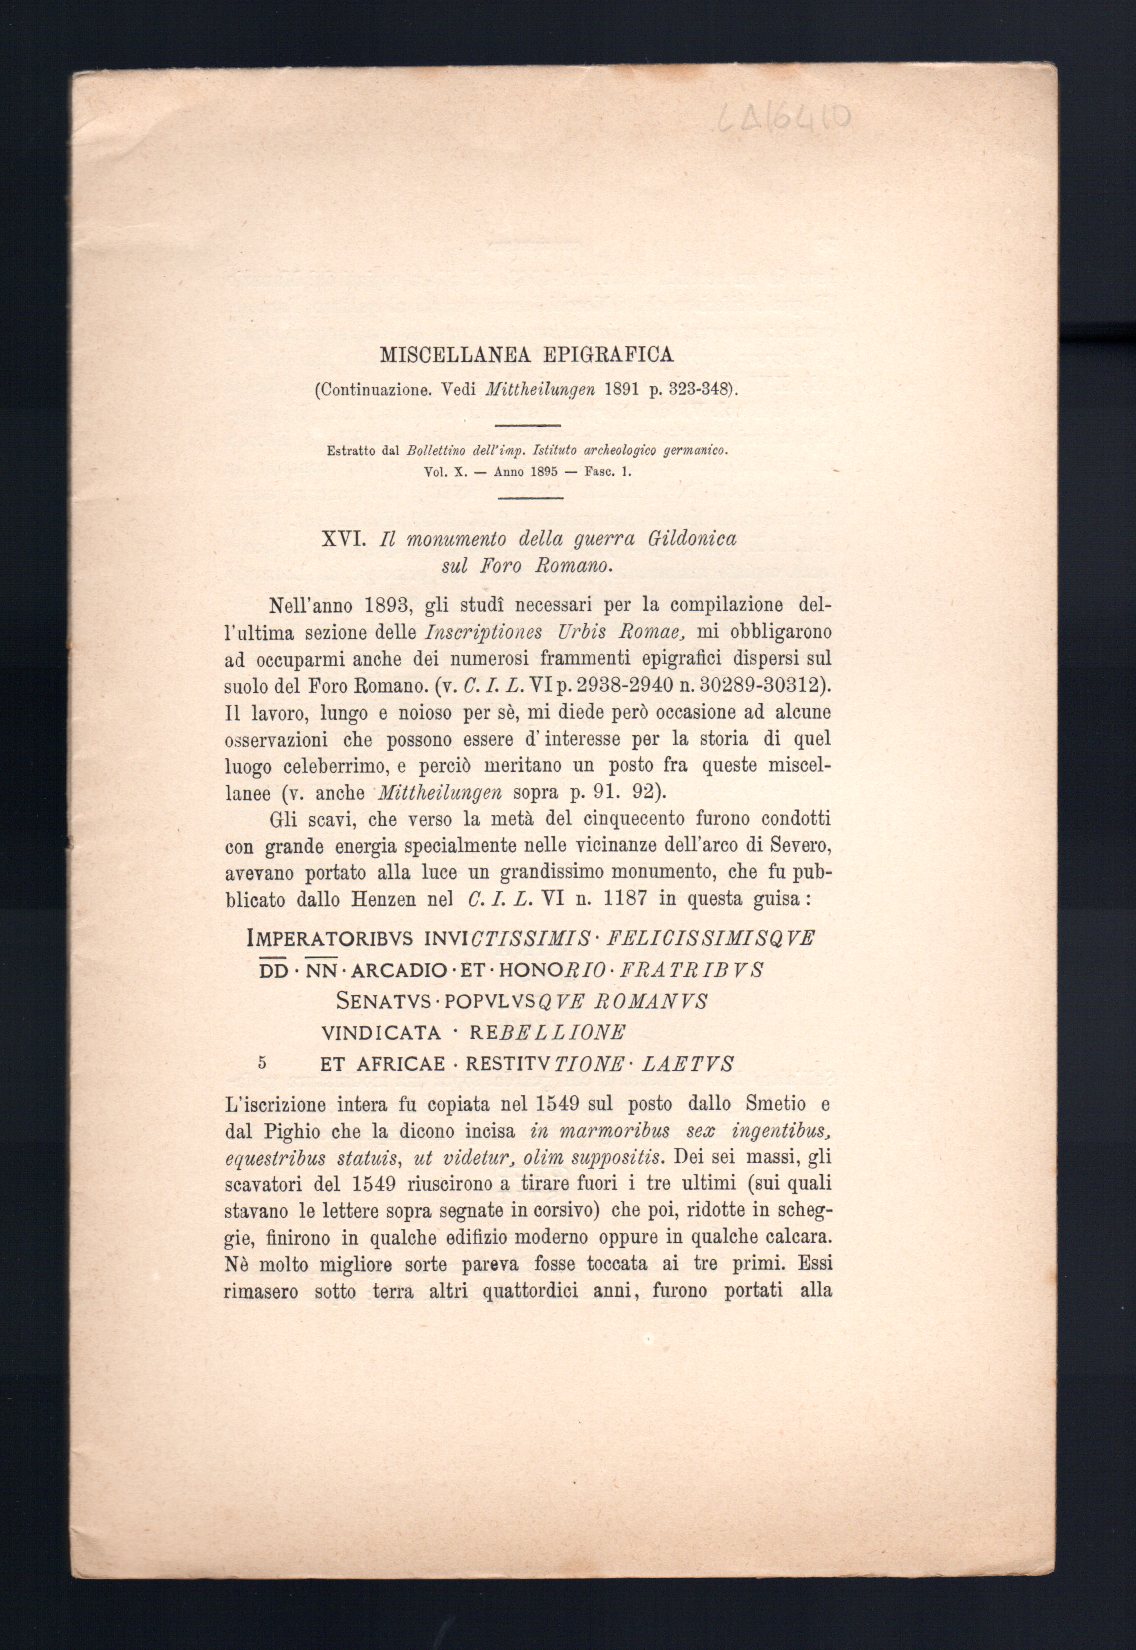 LA16410
MISCELLANEA EPIGRAFICA
(Continuazione. Vedi Mittheilungen 1891 p. 323-348).
Estratto dal Bollettino dell'imp. Istituto archeologico germanico.
Vol. X. — Anno 1895 — Fasc. 1.
XVI. Il monumento della guerra Gildonica
sul Foro Romano.
Nell'anno 1893, gli studî necessari per la compilazione del-
l'ultima sezione delle Inscriptiones Urbis Romae, mi obbligarono
ad occuparmi anche dei numerosi frammenti epigrafici dispersi sul
suolo del Foro Romano. (v. C. I. L. VI p. 2938-2940 n. 30289-30312).
Il lavoro, lungo e noioso per sè, mi diede però occasione ad alcune
osservazioni che possono essere d' interesse per la storia di quel
luogo celeberrimo, e perciò meritano un posto fra queste miscel-
lanee (v. anche Mittheilungen sopra p. 91. 92).
Gli scavi, che verso la metà del cinquecento furono condotti
con grande energia specialmente nelle vicinanze dell'arco di Severo,
avevano portato alla luce un grandissimo monumento, che fu pub-
blicato dallo Henzen nel C. I. L. VI n. 1187 in questa guisa :
IMPERATORIBVS INVICTISSIMIS · FELICISSIMISQVE
D̅D̅ · N̅N̅ · ARCADIO · ET · HONORIO · FRATRIBVS
SENATVS · POPVLVSQVE ROMANVS
VINDICATA · REBELLIONE
5 ET AFRICAE · RESTITVTIONE · LAETVS
L'iscrizione intera fu copiata nel 1549 sul posto dallo Smetio e
dal Pighio che la dicono incisa in marmoribus sex ingentibus,
equestribus statuis, ut videtur, olim suppositis. Dei sei massi, gli
scavatori del 1549 riuscirono a tirare fuori i tre ultimi (sui quali
stavano le lettere sopra segnate in corsivo) che poi, ridotte in scheg-
gie, finirono in qualche edifizio moderno oppure in qualche calcara.
Nè molto migliore sorte pareva fosse toccata ai tre primi. Essi
rimasero sotto terra altri quattordici anni, furono portati alla